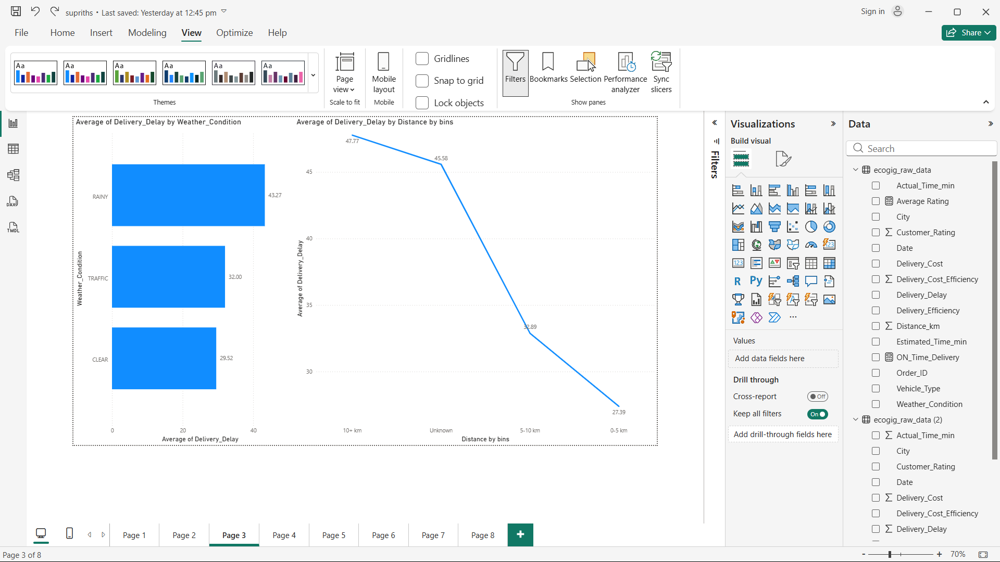 supriths • Last saved: Yesterday at 12:45 pm
Sign in
File Home Insert Modeling View Optimize Help
Share
Aa Aa Aa Aa Aa Aa
Themes
Page view
Scale to fit
Mobile layout
Mobile
Gridlines
Snap to grid
Lock objects
Filters
Bookmarks
Selection
Performance analyzer
Sync slicers
Show panes
DAX
TMDL
Average of Delivery_Delay by Weather_Condition
Weather_Condition
RAINY 43.27
TRAFFIC 32.00
CLEAR 29.52
0 20 40
Average of Delivery_Delay
Average of Delivery_Delay by Distance by bins
Average of Delivery_Delay
47.77
45.58
45
40
35
32.89
30
27.39
10+ km Unknown 5-10 km 0-5 km
Distance by bins
Filters
Visualizations
Build visual
123
123
R
Py
Values
Add data fields here
Drill through
Cross-report Off
Keep all filters On
Add drill-through fields here
Data
Search
ecogig_raw_data
Actual_Time_min
Average Rating
City
Customer_Rating
Date
Delivery_Cost
Delivery_Cost_Efficiency
Delivery_Delay
Delivery_Efficiency
Distance_km
Estimated_Time_min
ON_Time_Delivery
Order_ID
Vehicle_Type
Weather_Condition
ecogig_raw_data (2)
Actual_Time_min
City
Customer_Rating
Date
Delivery_Cost
Delivery_Cost_Efficiency
Delivery_Delay
Page 1 Page 2 Page 3 Page 4 Page 5 Page 6 Page 7 Page 8 +
Page 3 of 8
- + 70%